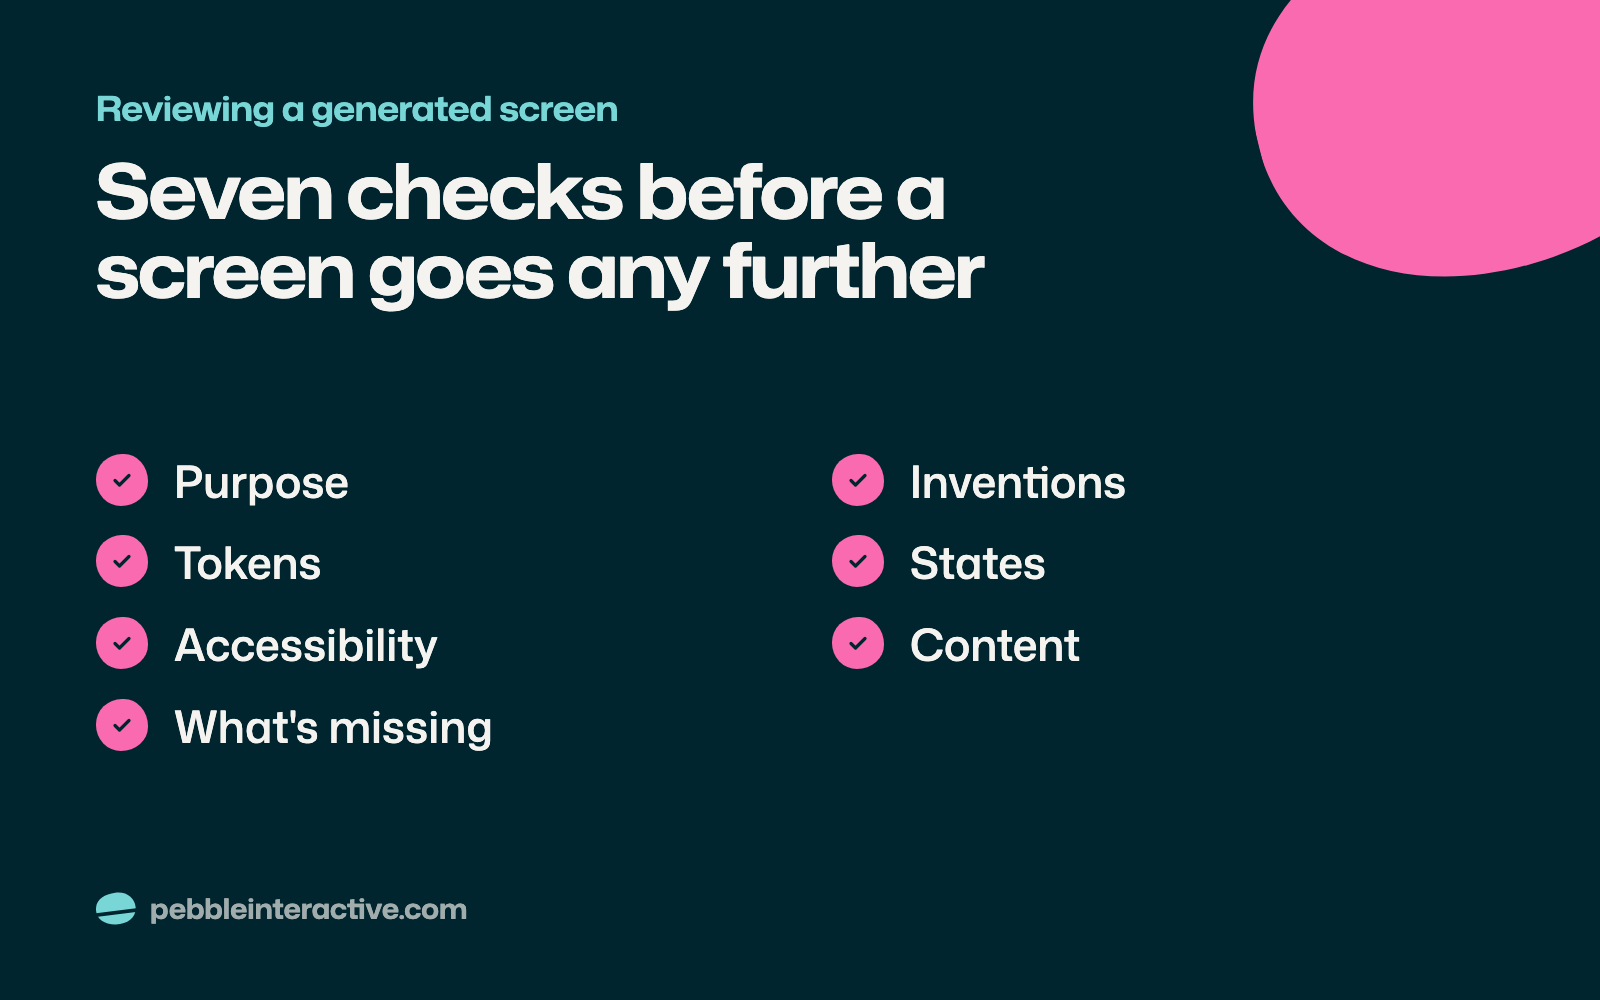 Reviewing a generated screen
Seven checks before a
screen goes any further
Purpose
Tokens
Accessibility
What's missing
Inventions
States
Content
pebbleinteractive.com